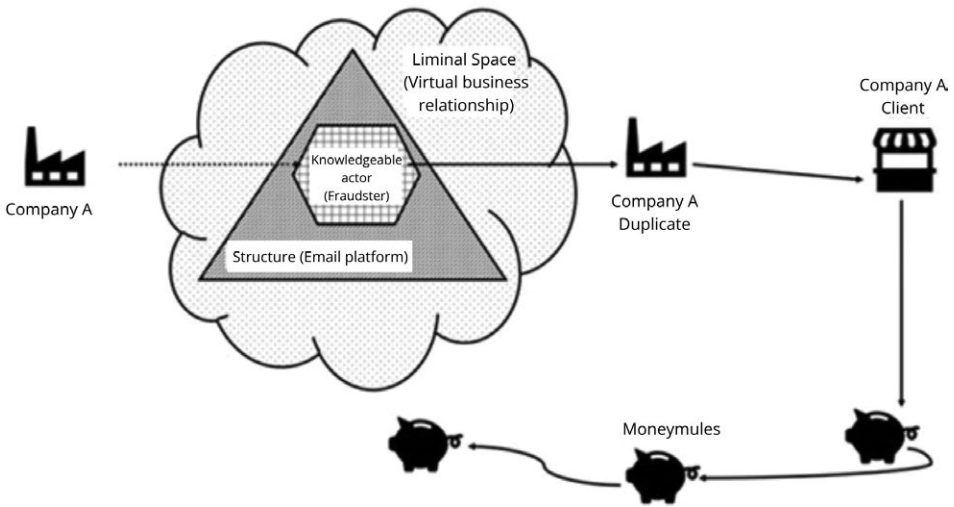 Liminal Space
(Virtual business
relationship)
Company A
Client
Knowledgeable
actor
(Fraudster)
Company A
Company A
Duplicate
Structure (Email platform)
Moneymules